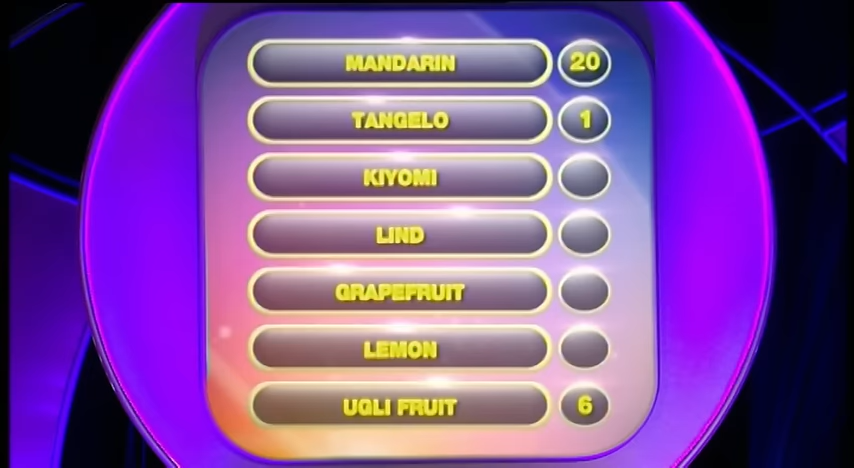 MANDARIN 20
TANGELO 1
KIYOMI
LIND
GRAPEFRUIT
LEMON
UGLI FRUIT 6